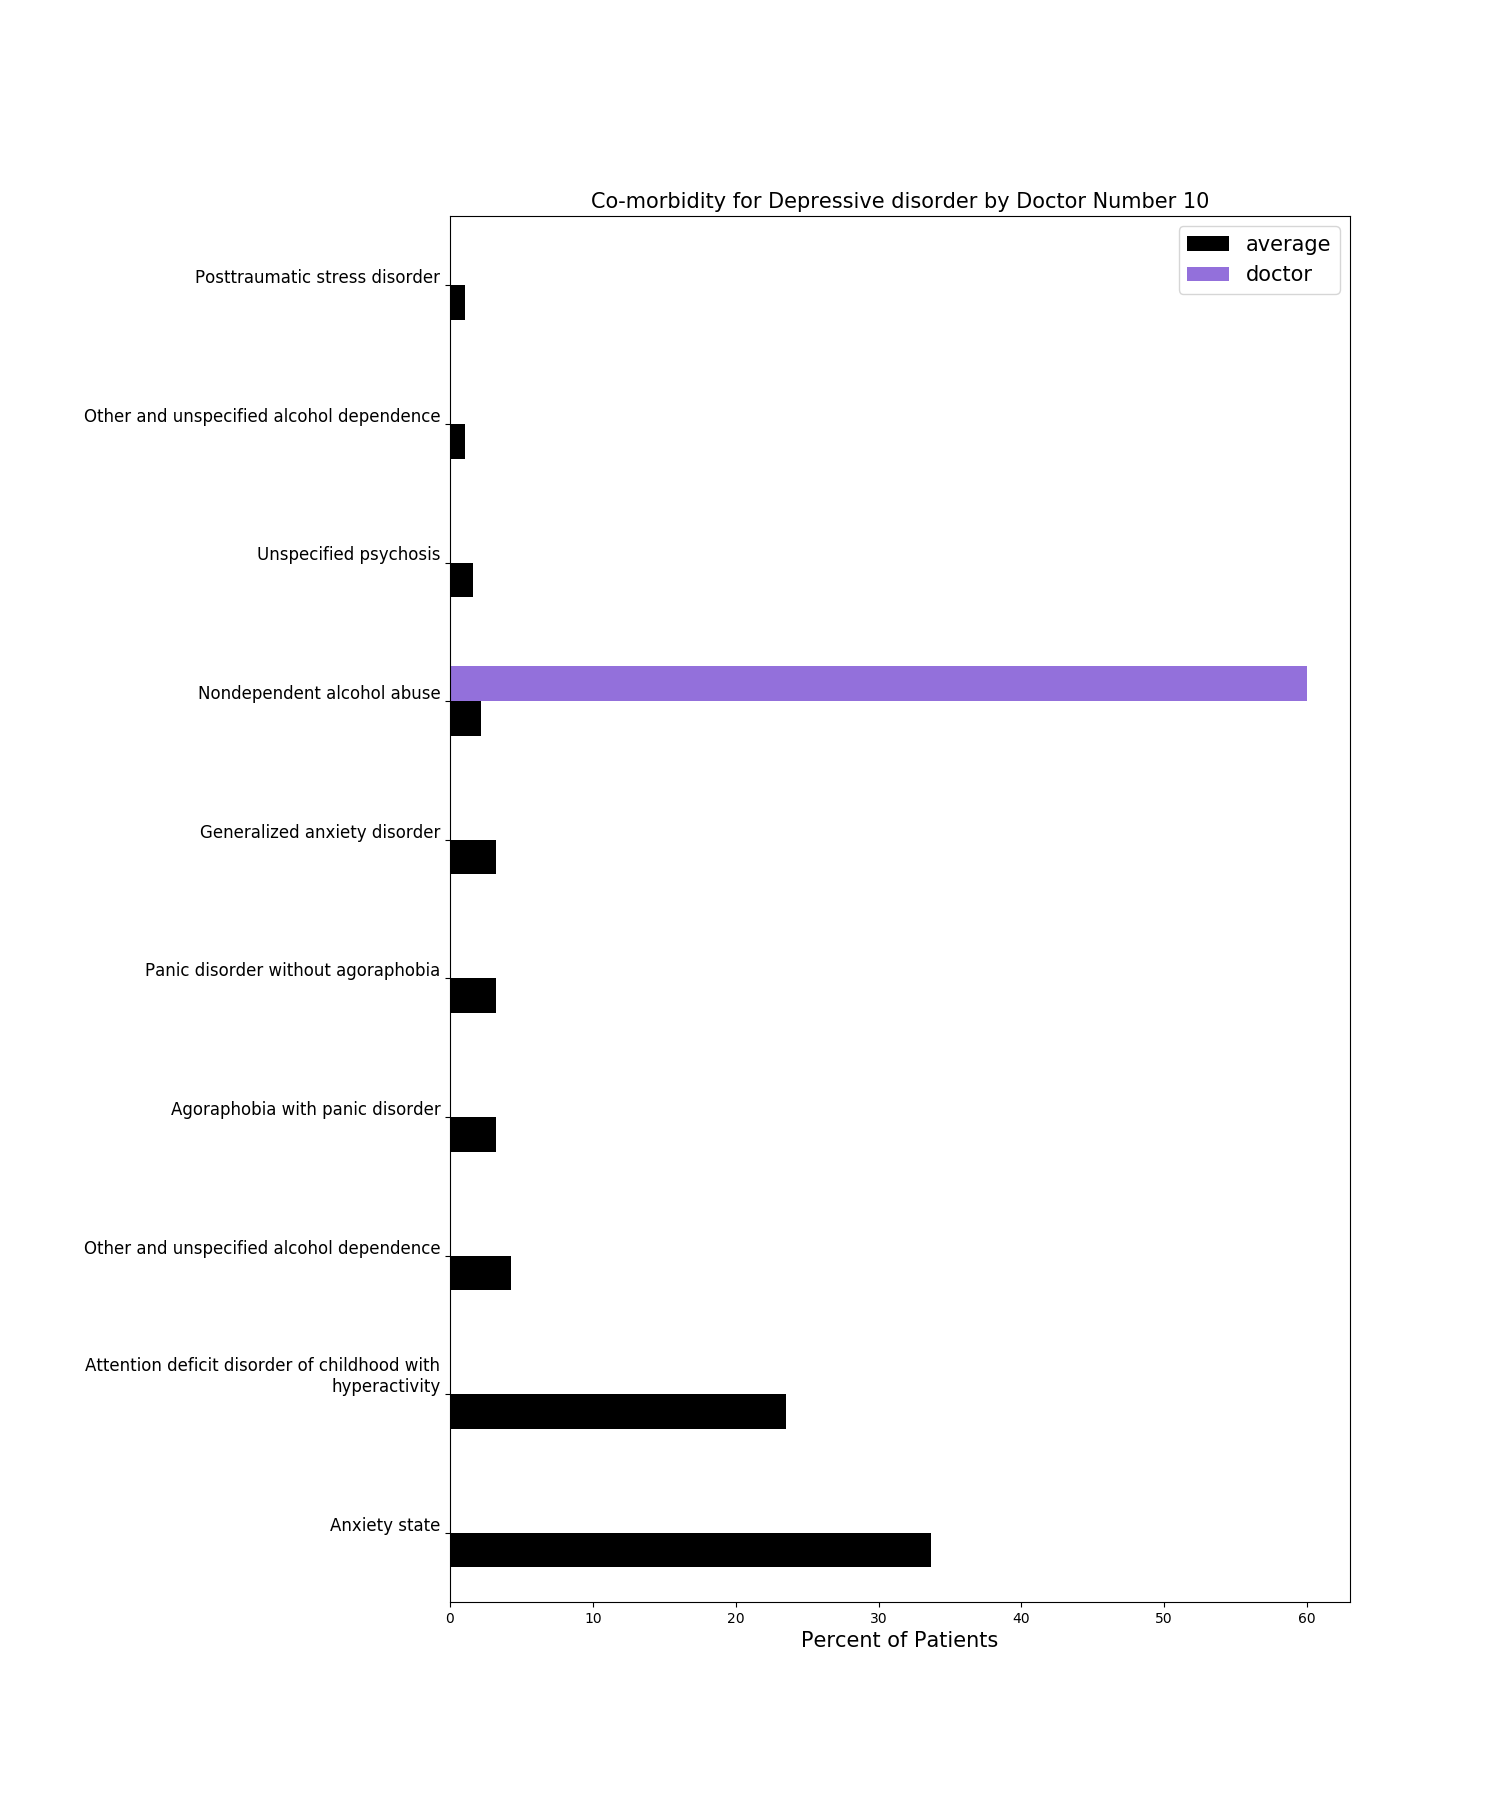 Co-morbidity for Depressive disorder by Doctor Number 10
average
doctor
Posttraumatic stress disorder
Other and unspecified alcohol dependence
Unspecified psychosis
Nondependent alcohol abuse
Generalized anxiety disorder
Panic disorder without agoraphobia
Agoraphobia with panic disorder
Other and unspecified alcohol dependence
Attention deficit disorder of childhood with
hyperactivity
Anxiety state
0 10 20 30 40 50 60
Percent of Patients